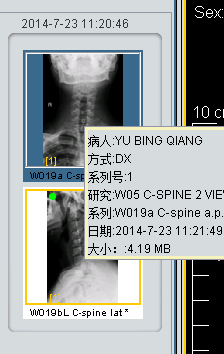 2014-7-23 11:20:46
Sex:
10 c
[1]
W019a C-sp
病人:YU BING QIANG
方式:DX
系列号:1
研究:W05 C-SPINE 2 VIE
系列:W019a C-spine a.p.
日期:2014-7-23 11:21:49
大小: :4.19 MB
W019bL C-spine lat *